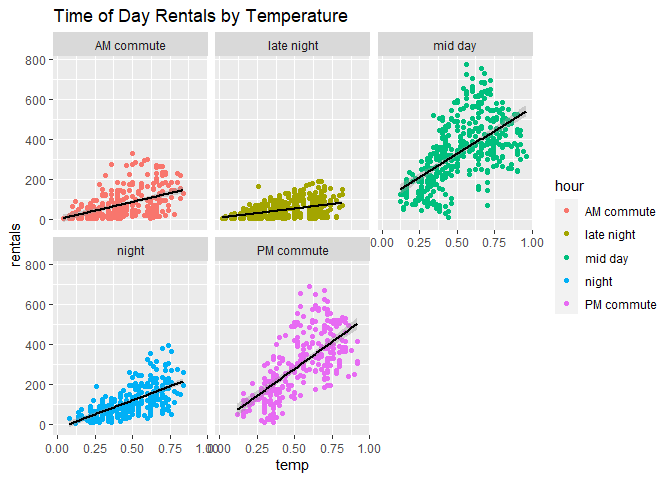 Time of Day Rentals by Temperature
AM commute late night mid day
800
600
400
200
0
0.00 0.25 0.50 0.75 1.00
night PM commute
800
600
400
200
0
0.00 0.25 0.50 0.75 1.00 0.00 0.25 0.50 0.75 1.00
rentals
temp
hour
AM commute
late night
mid day
night
PM commute